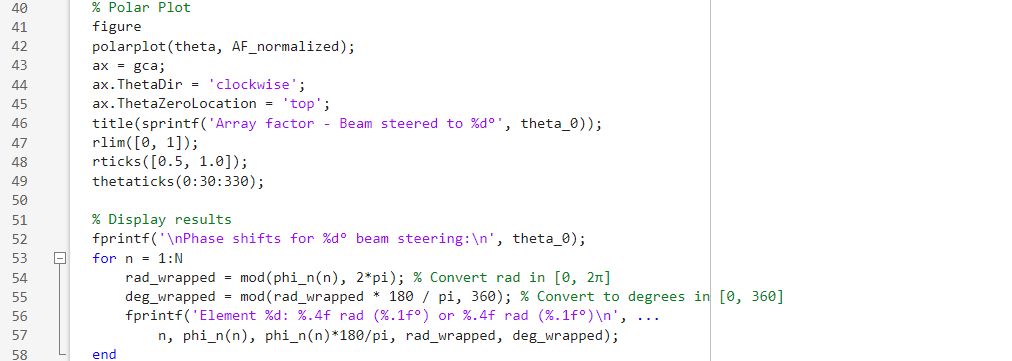 40 % Polar Plot
41 figure
42 polarplot(theta, AF_normalized);
43 ax = gca;
44 ax.ThetaDir = 'clockwise';
45 ax.ThetaZeroLocation = 'top';
46 title(sprintf('Array factor - Beam steered to %dº', theta_0));
47 rlim([0, 1]);
48 rticks([0.5, 1.0]);
49 thetaticks(0:30:330);
50
51 % Display results
52 fprintf('\nPhase shifts for %dº beam steering:\n', theta_0);
53 for n = 1:N
54 rad_wrapped = mod(phi_n(n), 2*pi); % Convert rad in [0, 2π]
55 deg_wrapped = mod(rad_wrapped * 180 / pi, 360); % Convert to degrees in [0, 360]
56 fprintf('Element %d: %.4f rad (%.1fº) or %.4f rad (%.1fº)\n', ...
57 n, phi_n(n), phi_n(n)*180/pi, rad_wrapped, deg_wrapped);
58 end